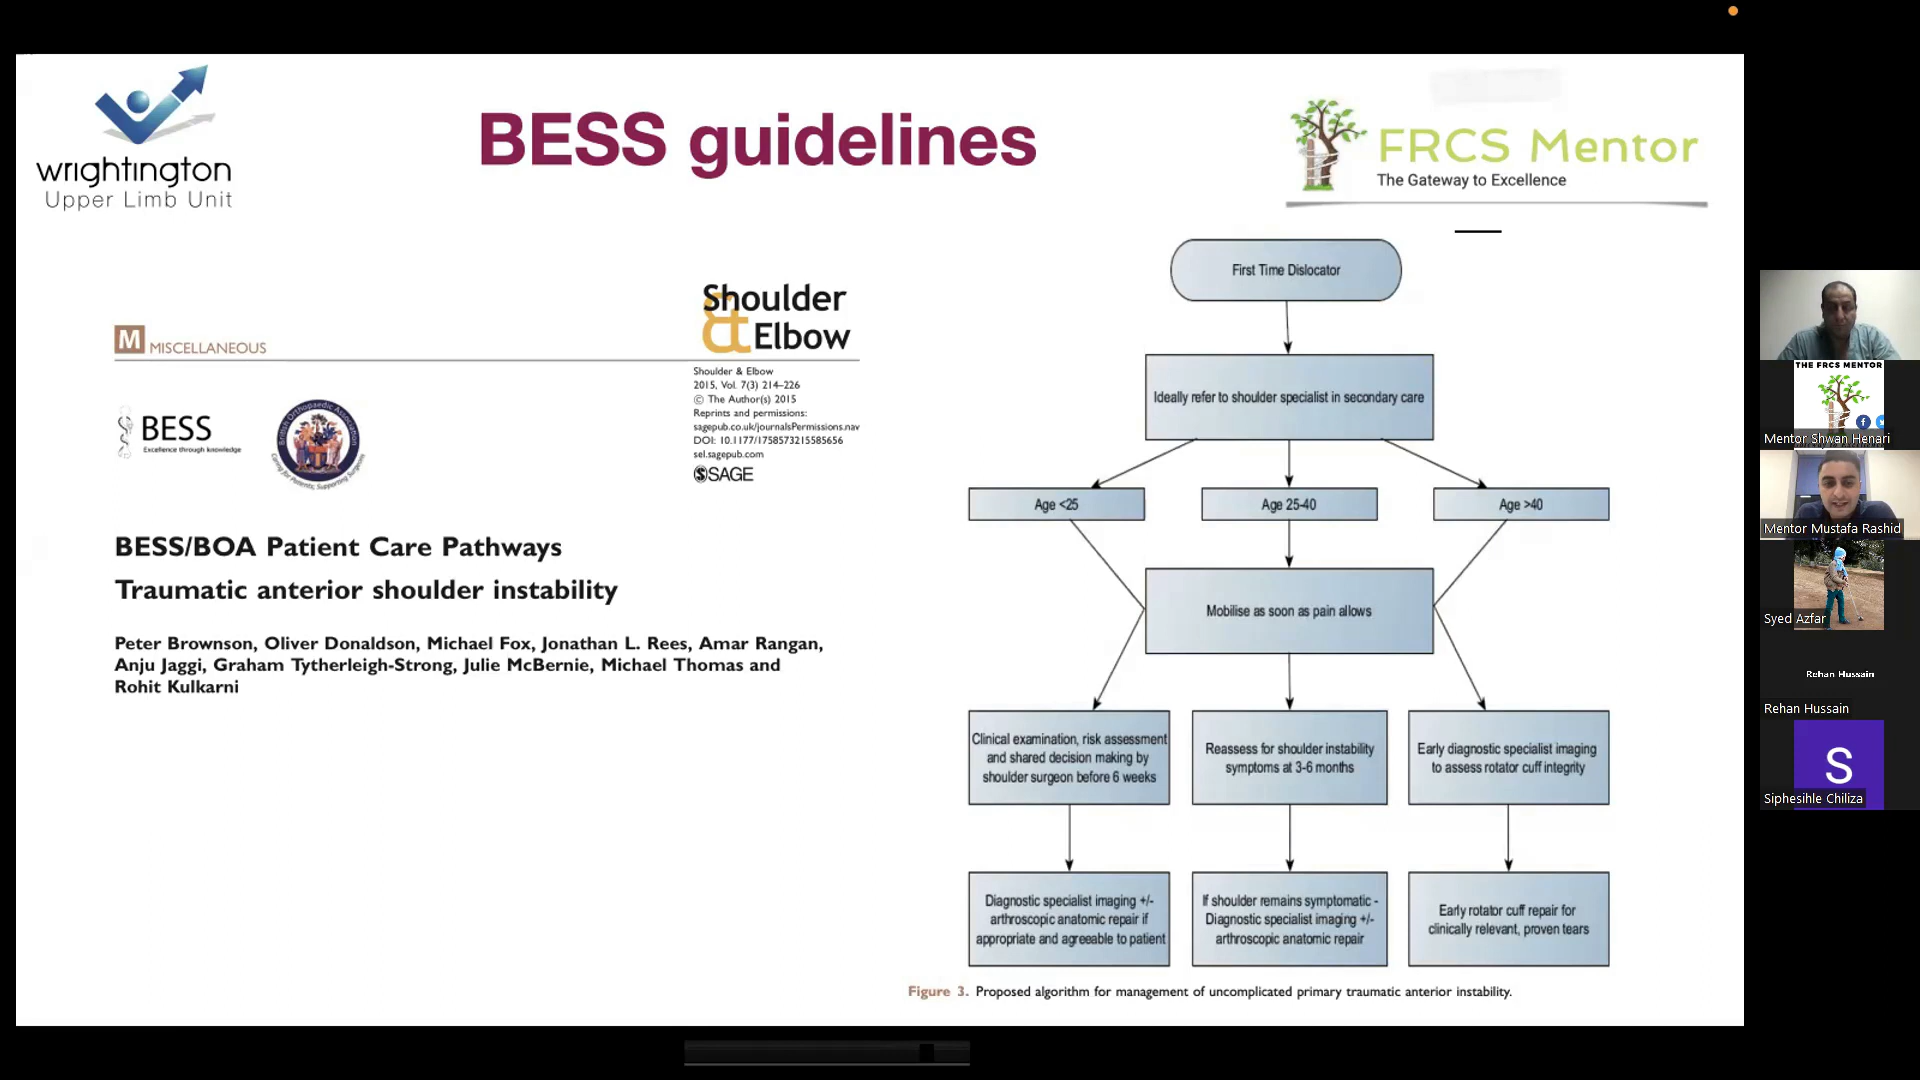 wrightington
Upper Limb Unit
BESS guidelines
FRCS Mentor
The Gateway to Excellence
M MISCELLANEOUS
Shoulder
& Elbow
Shoulder & Elbow
2015, Vol. 7(3) 214–226
© The Author(s) 2015
Reprints and permissions:
sagepub.co.uk/journalsPermissions.nav
DOI: 10.1177/1758573215585656
sel.sagepub.com
SAGE
BESS
Excellence through knowledge
British Orthopaedic Association
Caring for Patients; Supporting Surgeons
BESS/BOA Patient Care Pathways
Traumatic anterior shoulder instability
Peter Brownson, Oliver Donaldson, Michael Fox, Jonathan L. Rees, Amar Rangan,
Anju Jaggi, Graham Tytherleigh-Strong, Julie McBernie, Michael Thomas and
Rohit Kulkarni
First Time Dislocator
Ideally refer to shoulder specialist in secondary care
Age <25
Age 25-40
Age >40
Mobilise as soon as pain allows
Clinical examination, risk assessment
and shared decision making by
shoulder surgeon before 6 weeks
Reassess for shoulder instability
symptoms at 3-6 months
Early diagnostic specialist imaging
to assess rotator cuff integrity
Diagnostic specialist imaging +/-
arthroscopic anatomic repair if
appropriate and agreeable to patient
If shoulder remains symptomatic -
Diagnostic specialist imaging +/-
arthroscopic anatomic repair
Early rotator cuff repair for
clinically relevant, proven tears
Figure 3. Proposed algorithm for management of uncomplicated primary traumatic anterior instability.
THE FRCS MENTOR
Mentor Shwan Henari
Mentor Mustafa Rashid
Syed Azfar
Rehan Hussain
Rehan Hussain
S
Siphesihle Chiliza